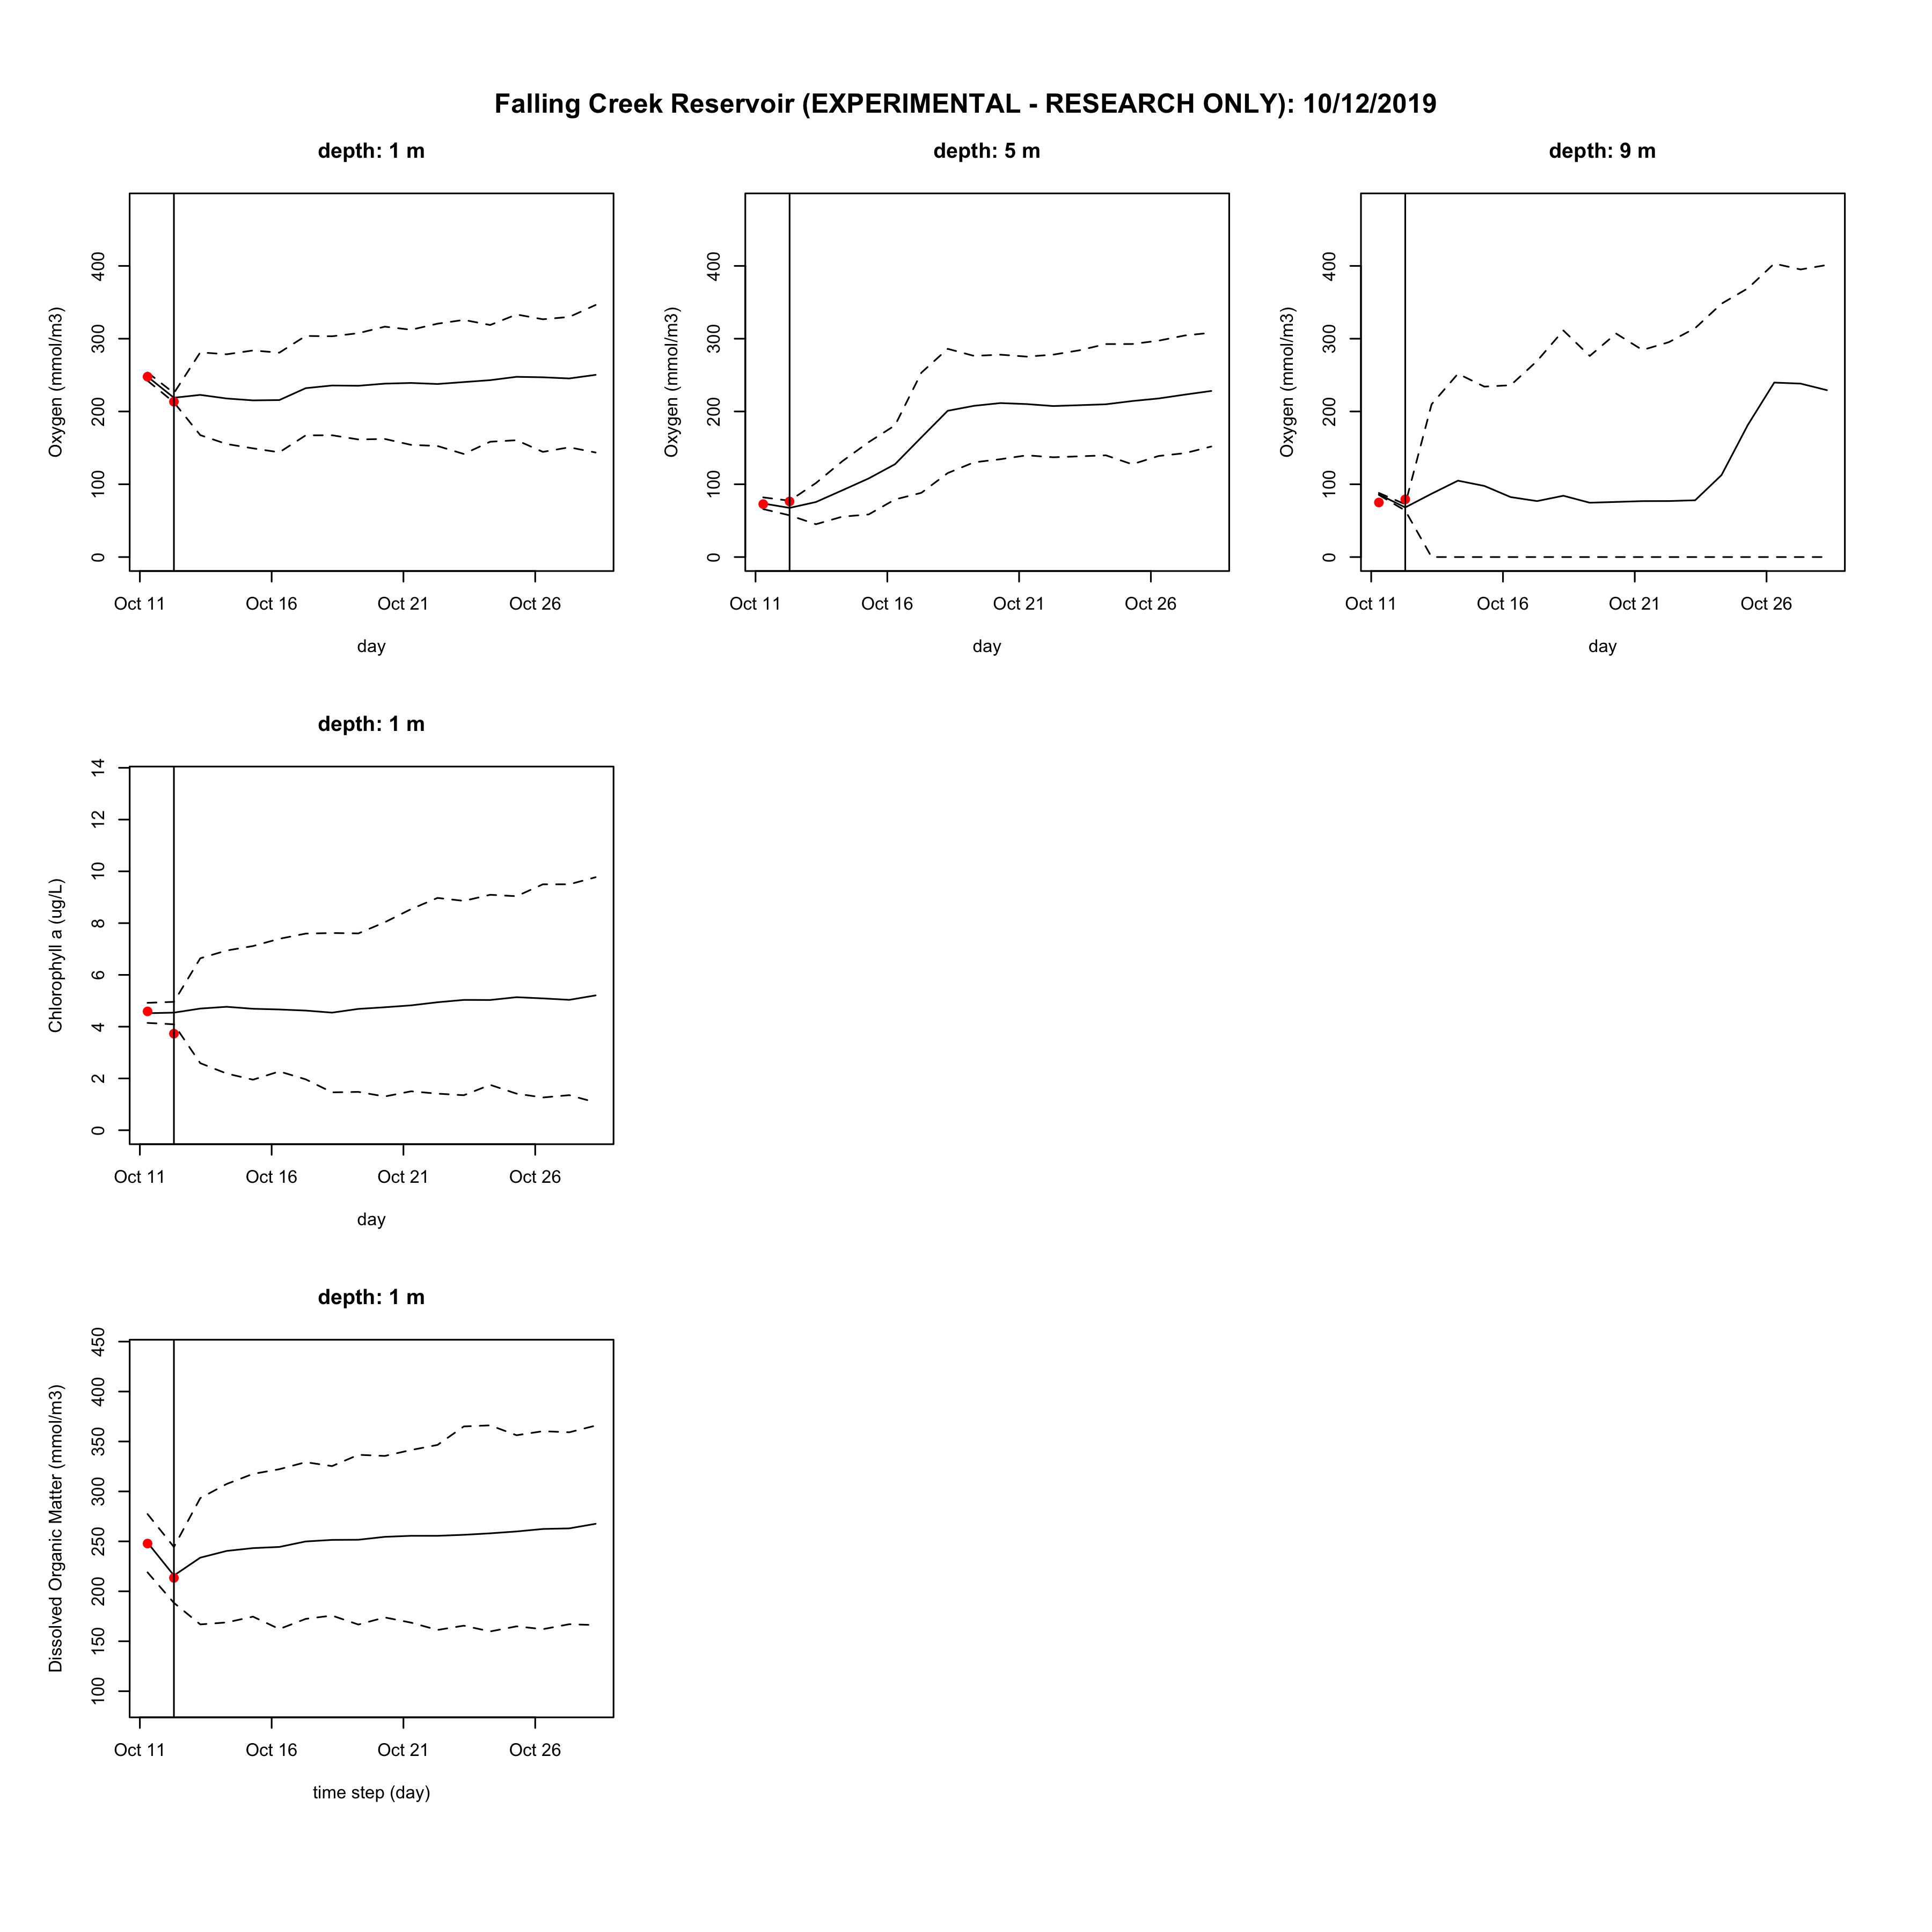 Falling Creek Reservoir (EXPERIMENTAL - RESEARCH ONLY): 10/12/2019
depth: 1 m
Oxygen (mmol/m3)
400
300
200
100
0
Oct 11 Oct 16 Oct 21 Oct 26
day
depth: 5 m
Oxygen (mmol/m3)
400
300
200
100
0
Oct 11 Oct 16 Oct 21 Oct 26
day
depth: 9 m
Oxygen (mmol/m3)
400
300
200
100
0
Oct 11 Oct 16 Oct 21 Oct 26
day
depth: 1 m
Chlorophyll a (ug/L)
14
12
10
8
6
4
2
0
Oct 11 Oct 16 Oct 21 Oct 26
day
depth: 1 m
Dissolved Organic Matter (mmol/m3)
450
400
350
300
250
200
150
100
Oct 11 Oct 16 Oct 21 Oct 26
time step (day)